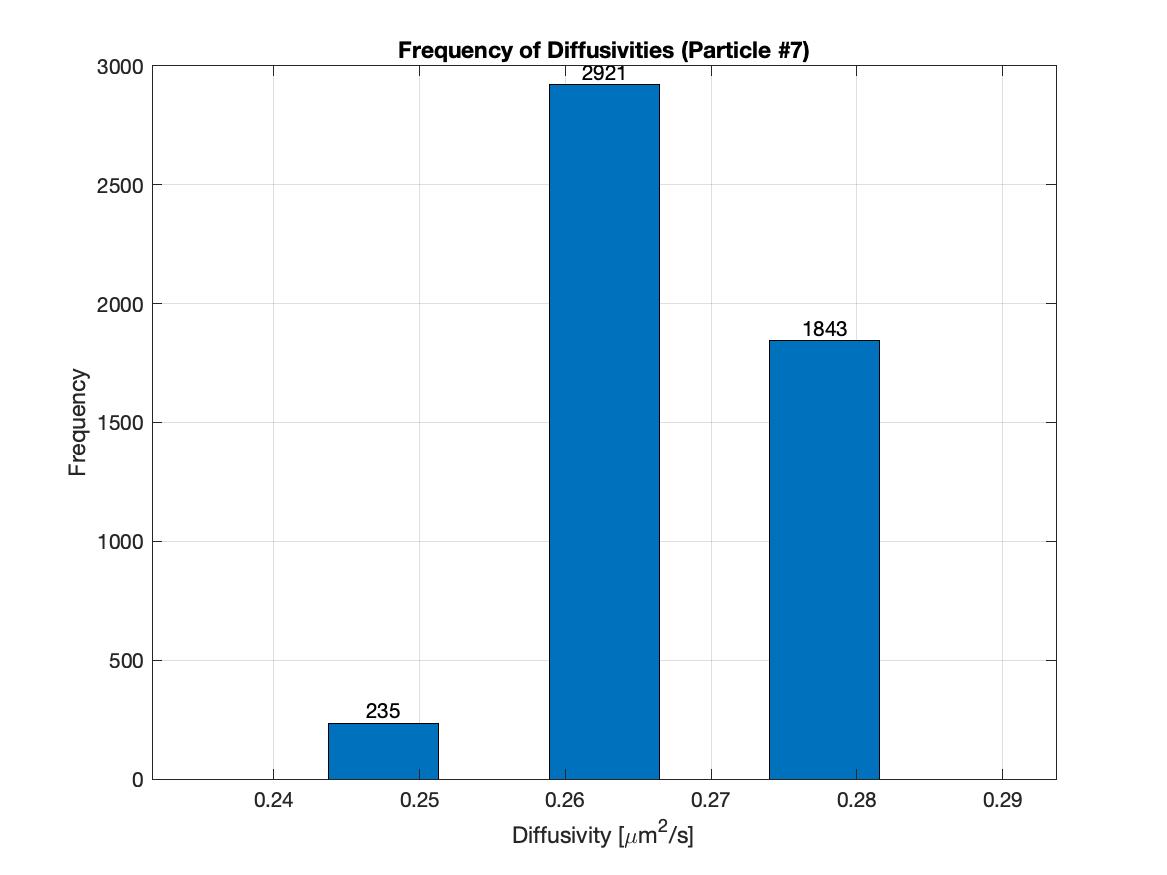 Frequency of Diffusivities (Particle #7)
3000
2500
2000
1500
1000
500
0
Frequency
2921
1843
235
0.24 0.25 0.26 0.27 0.28 0.29
Diffusivity [μm²/s]